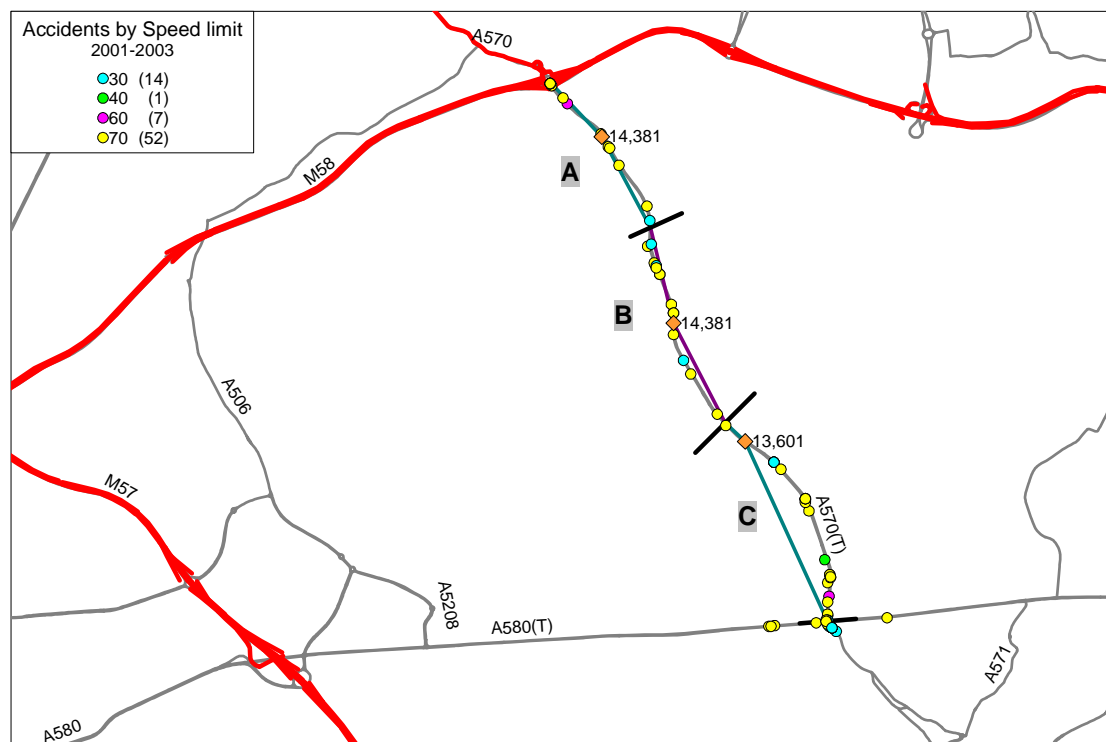 Accidents by Speed limit
2001-2003
30 (14)
40 (1)
60 (7)
70 (52)
A570
14,381
A
M58
B
14,381
A506
13,601
M57
C
A570(T)
A5208
A580(T)
A571
A580